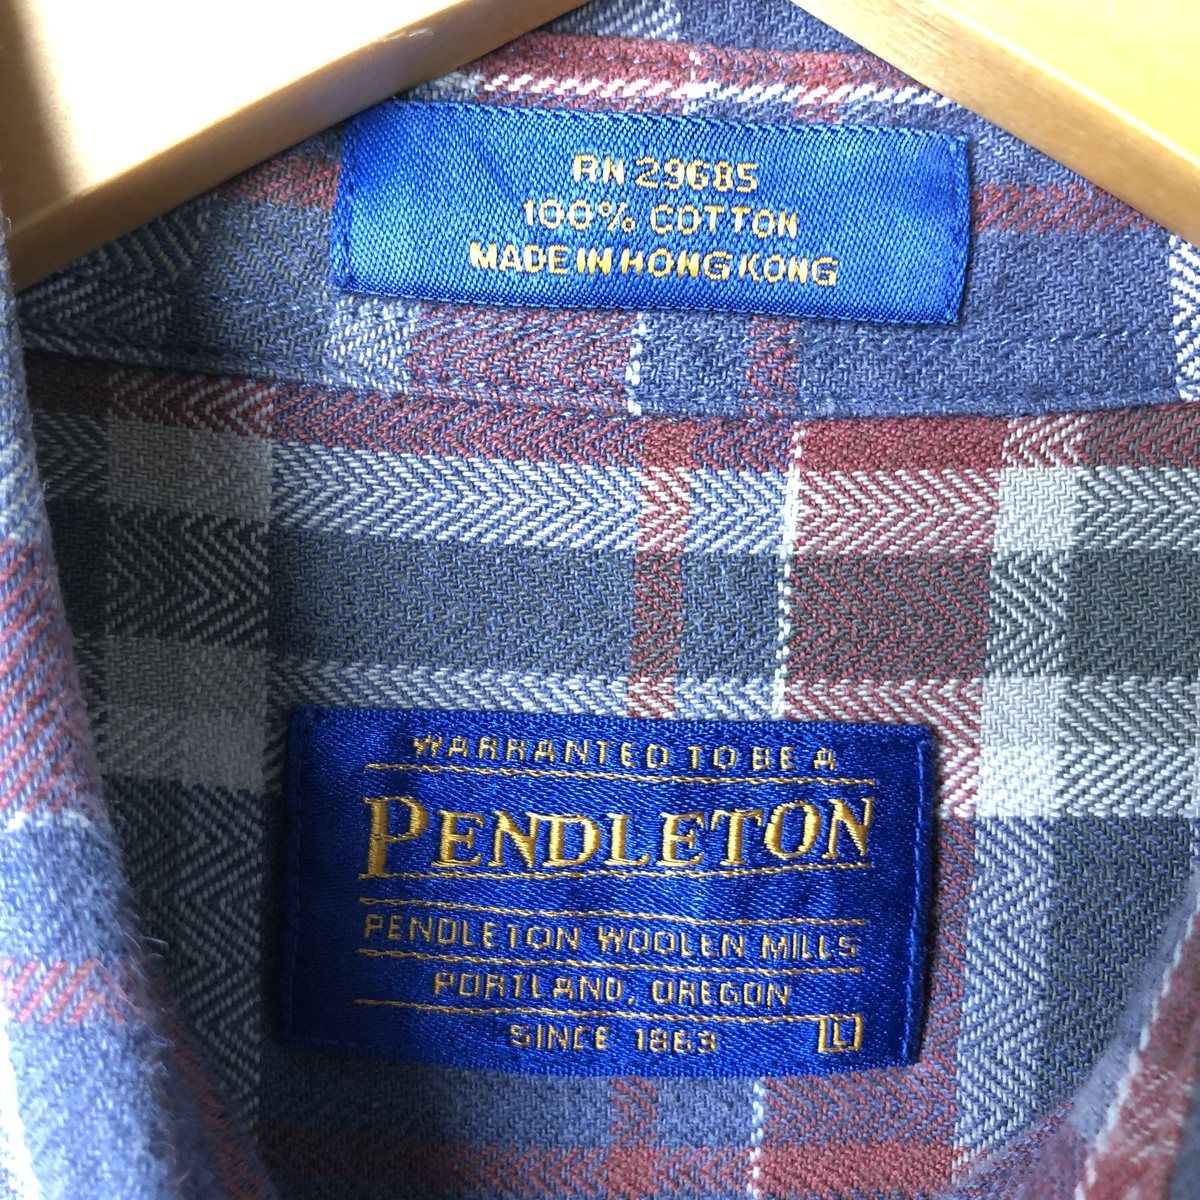 RN 29685
100% COTTON
MADE IN HONG KONG
WARRANTED TO BE A
PENDLETON
PENDLETON WOOLEN MILLS
PORTLAND, OREGON
SINCE 1863
L